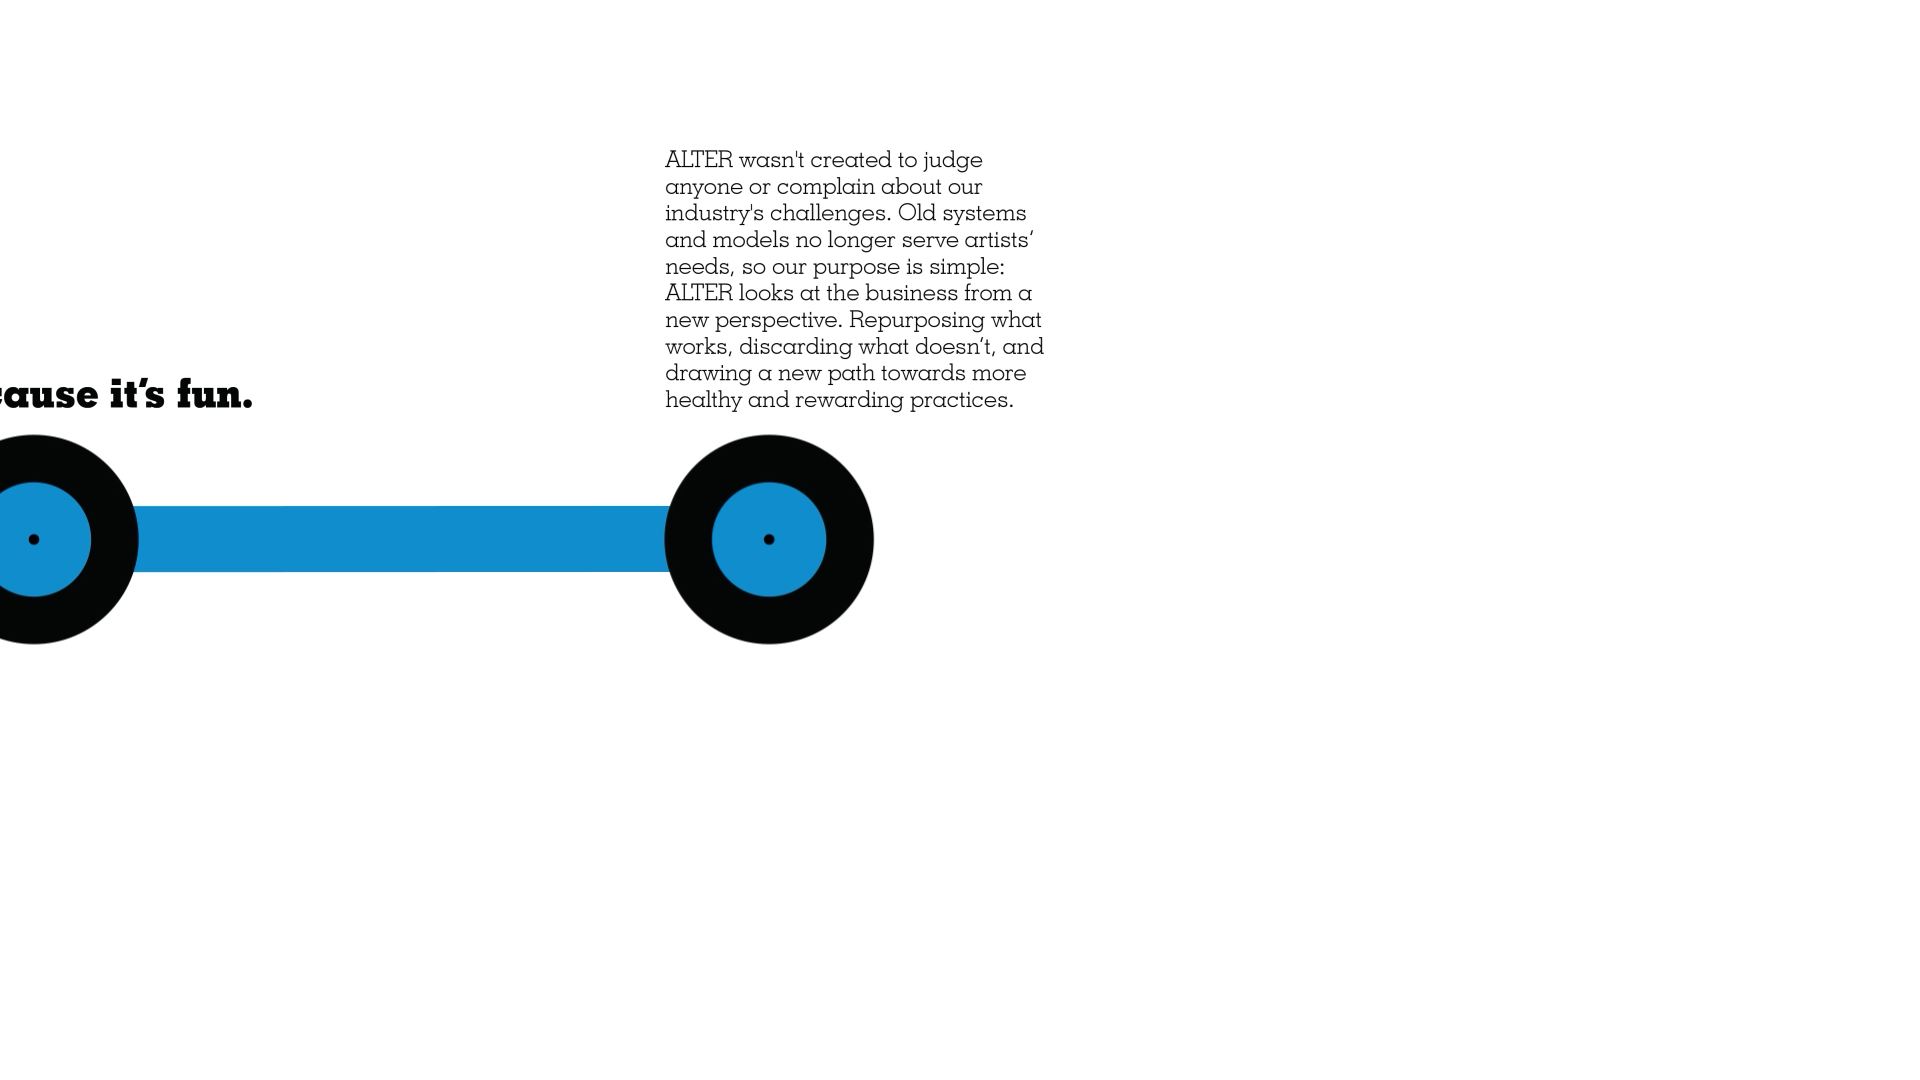 ALTER wasn't created to judge
anyone or complain about our
industry's challenges. Old systems
and models no longer serve artists’
needs, so our purpose is simple:
ALTER looks at the business from a
new perspective. Repurposing what
works, discarding what doesn’t, and
drawing a new path towards more
healthy and rewarding practices.
it’s fun.